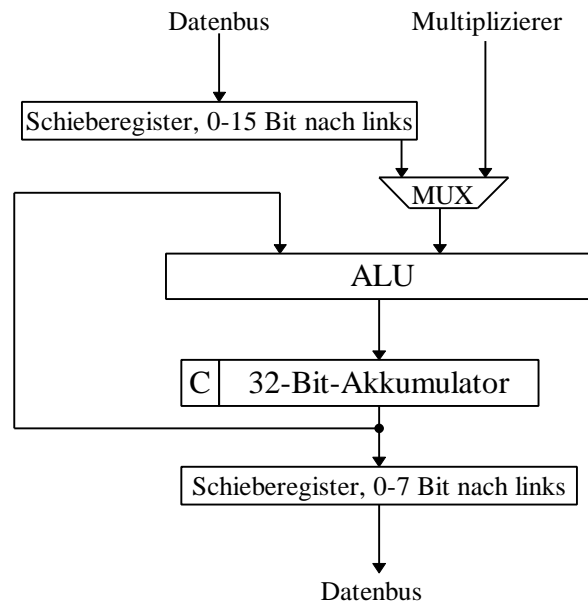 Datenbus
Multiplizierer
Schieberegister, 0-15 Bit nach links
MUX
ALU
C
32-Bit-Akkumulator
Schieberegister, 0-7 Bit nach links
Datenbus